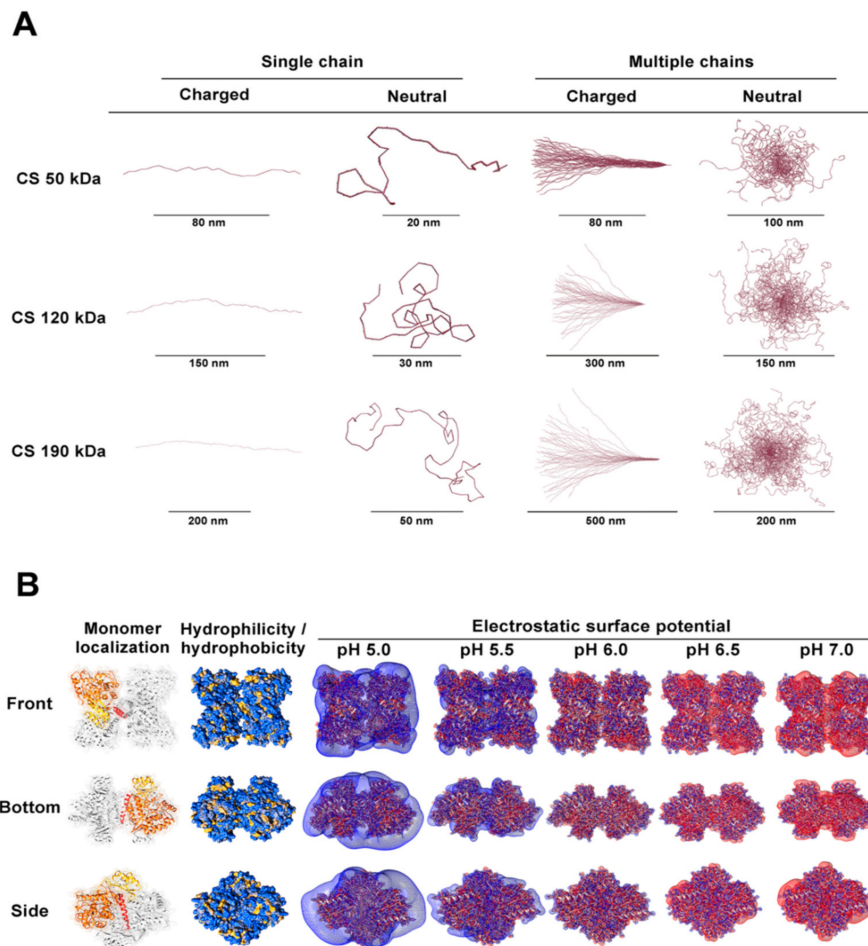 A
Single chain Multiple chains
Charged Neutral Charged Neutral
CS 50 kDa
80 nm 20 nm 80 nm 100 nm
CS 120 kDa
150 nm 30 nm 300 nm 150 nm
CS 190 kDa
200 nm 50 nm 500 nm 200 nm
B
Monomer Hydrophilicity / Electrostatic surface potential
localization hydrophobicity pH 5.0 pH 5.5 pH 6.0 pH 6.5 pH 7.0
Front
Bottom
Side